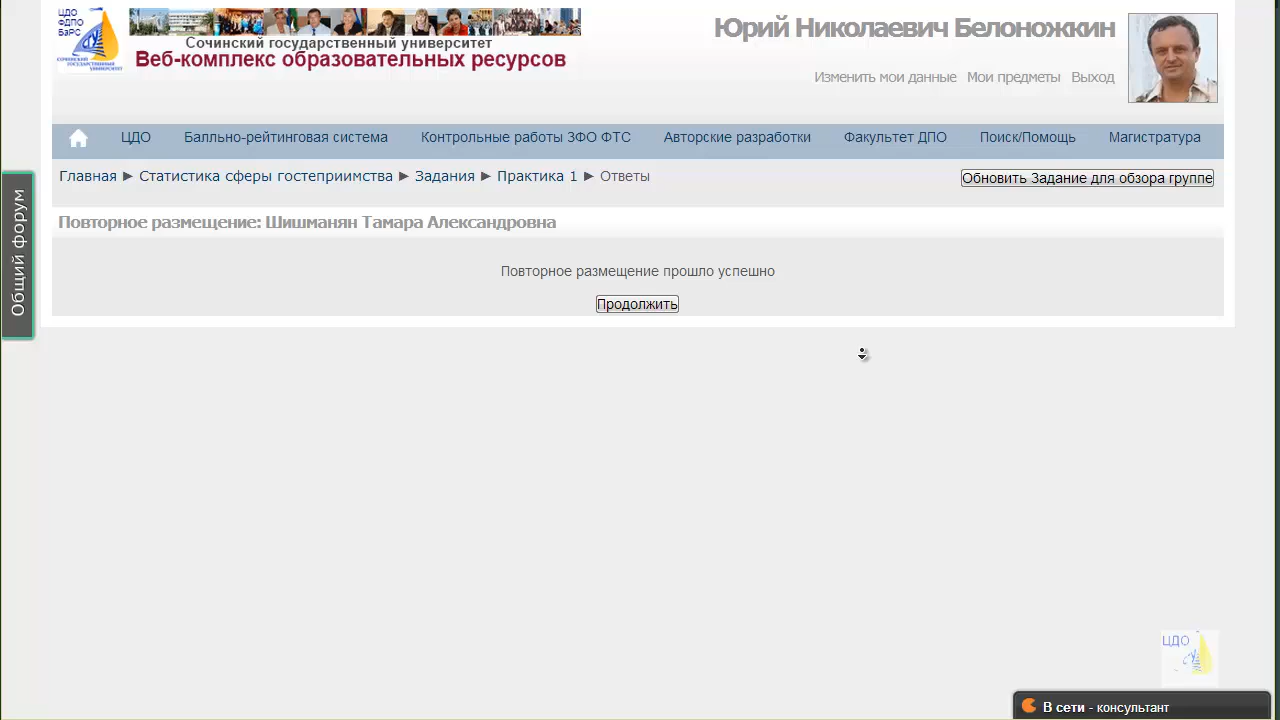 ЦДО
ФДПО
БаРС
СОЧИНСКИЙ
ГОСУДАРСТВЕННЫЙ
УНИВЕРСИТЕТ
Сочинский государственный университет
Веб-комплекс образовательных ресурсов
Юрий Николаевич Белоножкин
Изменить мои данные Мои предметы Выход
ЦДО Балльно-рейтинговая система Контрольные работы ЗФО ФТС Авторские разработки Факультет ДПО Поиск/Помощь Магистратура
Главная ► Статистика сферы гостеприимства ► Задания ► Практика 1 ► Ответы
Обновить Задание для обзора группе
Общий форум
Повторное размещение: Шишманян Тамара Александровна
Повторное размещение прошло успешно
Продолжить
ЦДО
В сети - консультант